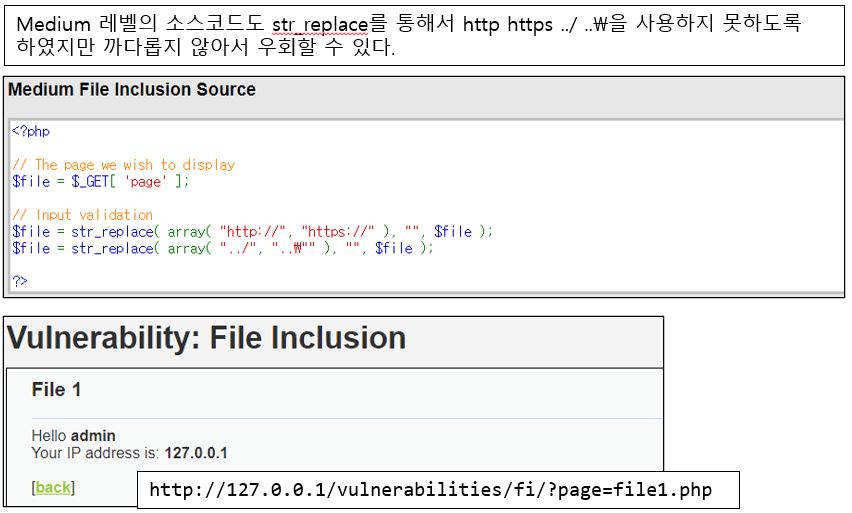 Medium 레벨의 소스코드도 str_replace를 통해서 http https ../ ..₩을 사용하지 못하도록
하였지만 까다롭지 않아서 우회할 수 있다.
Medium File Inclusion Source
<?php
// The page we wish to display
$file = $_GET[ 'page' ];
// Input validation
$file = str_replace( array( "http://", "https://" ), "", $file );
$file = str_replace( array( "../", "..₩"" ), "", $file );
?>
Vulnerability: File Inclusion
File 1
Hello admin
Your IP address is: 127.0.0.1
[back]
http://127.0.0.1/vulnerabilities/fi/?page=file1.php